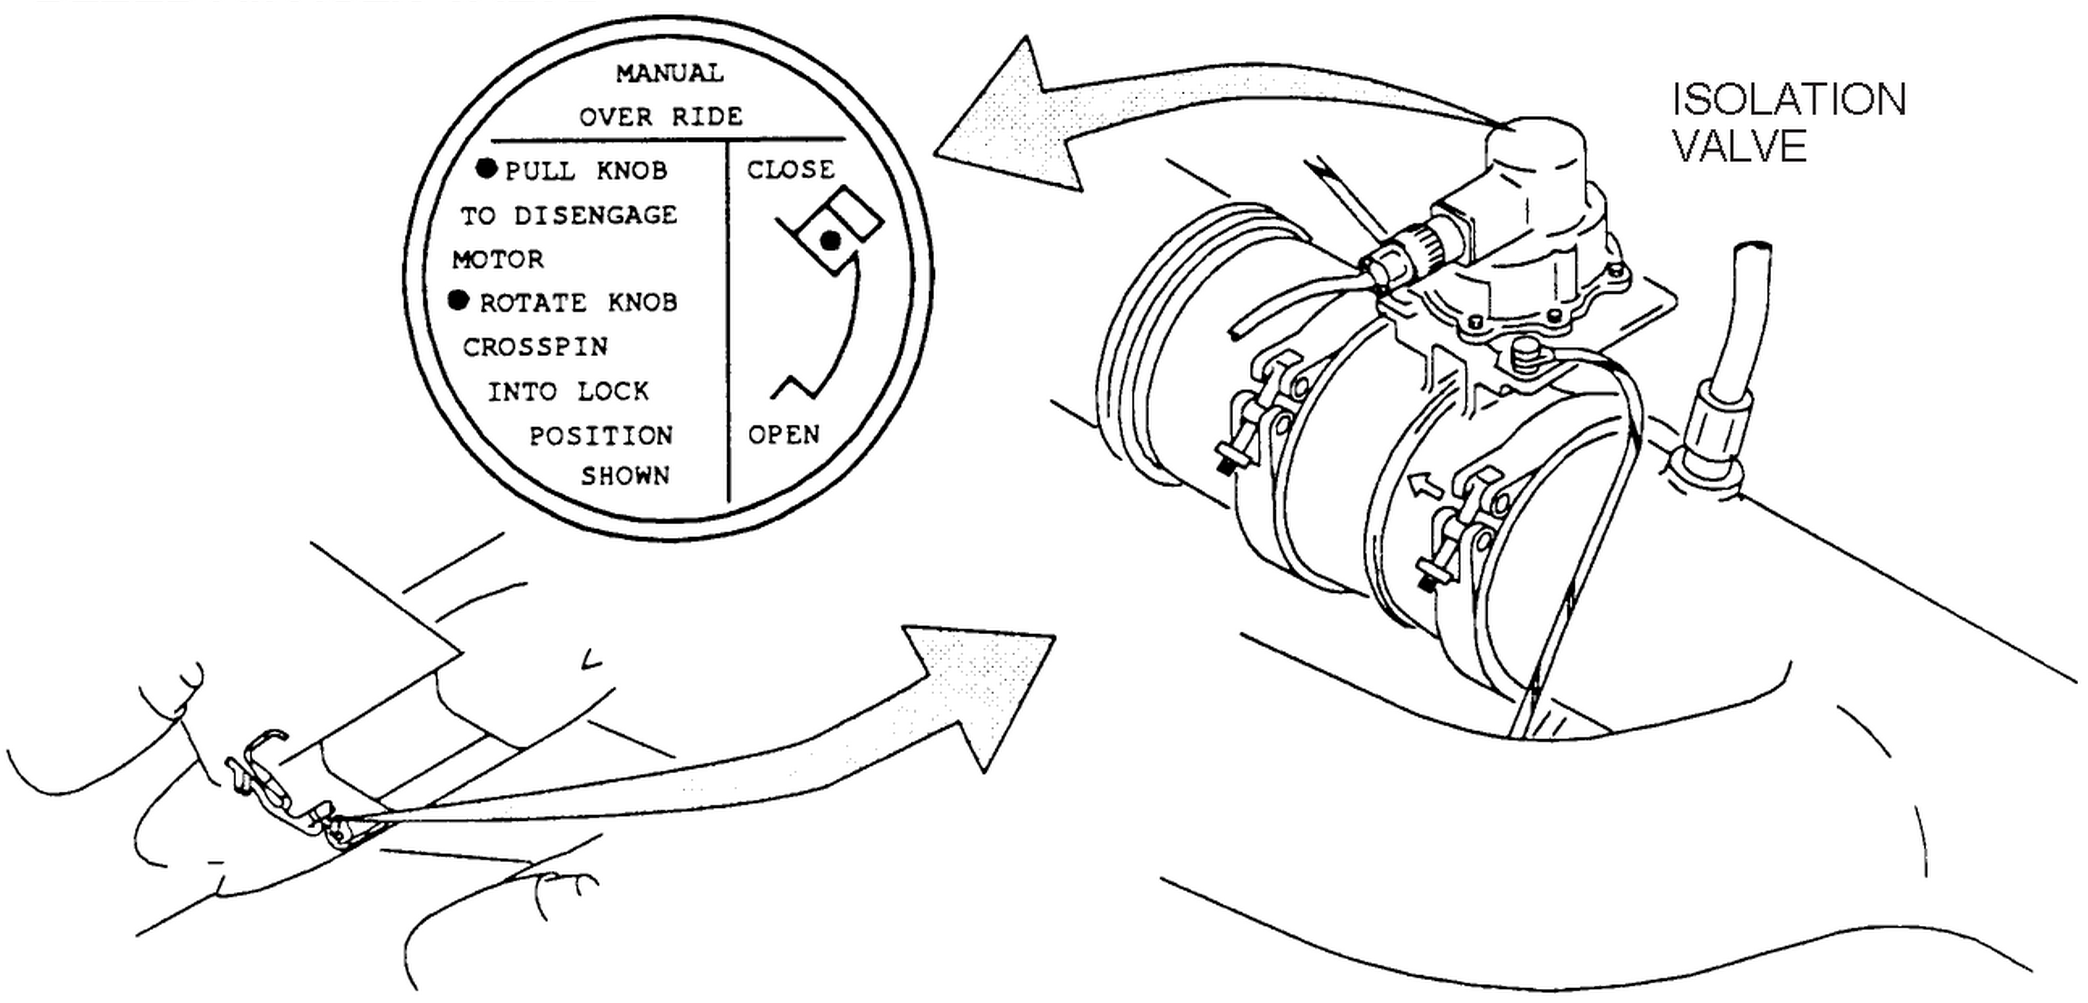 MANUAL
OVER RIDE
● PULL KNOB
TO DISENGAGE
MOTOR
● ROTATE KNOB
CROSSPIN
INTO LOCK
POSITION
SHOWN
CLOSE
OPEN
ISOLATION
VALVE